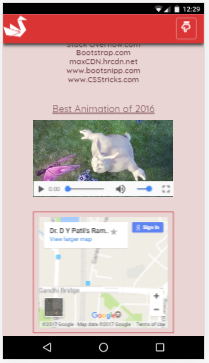 12:29
Stack Overflow.com
Bootstrap.com
maxCDN.hrcdn.net
www.bootsnipp.com
www.CSStricks.com
Best Animation of 2016
0:00
Dr. D Y Patil's Ram..
Sign in
View larger map
Gandhi Bridge
+
−
Google
©2017 Google - Map data ©2017 Google Terms of Use